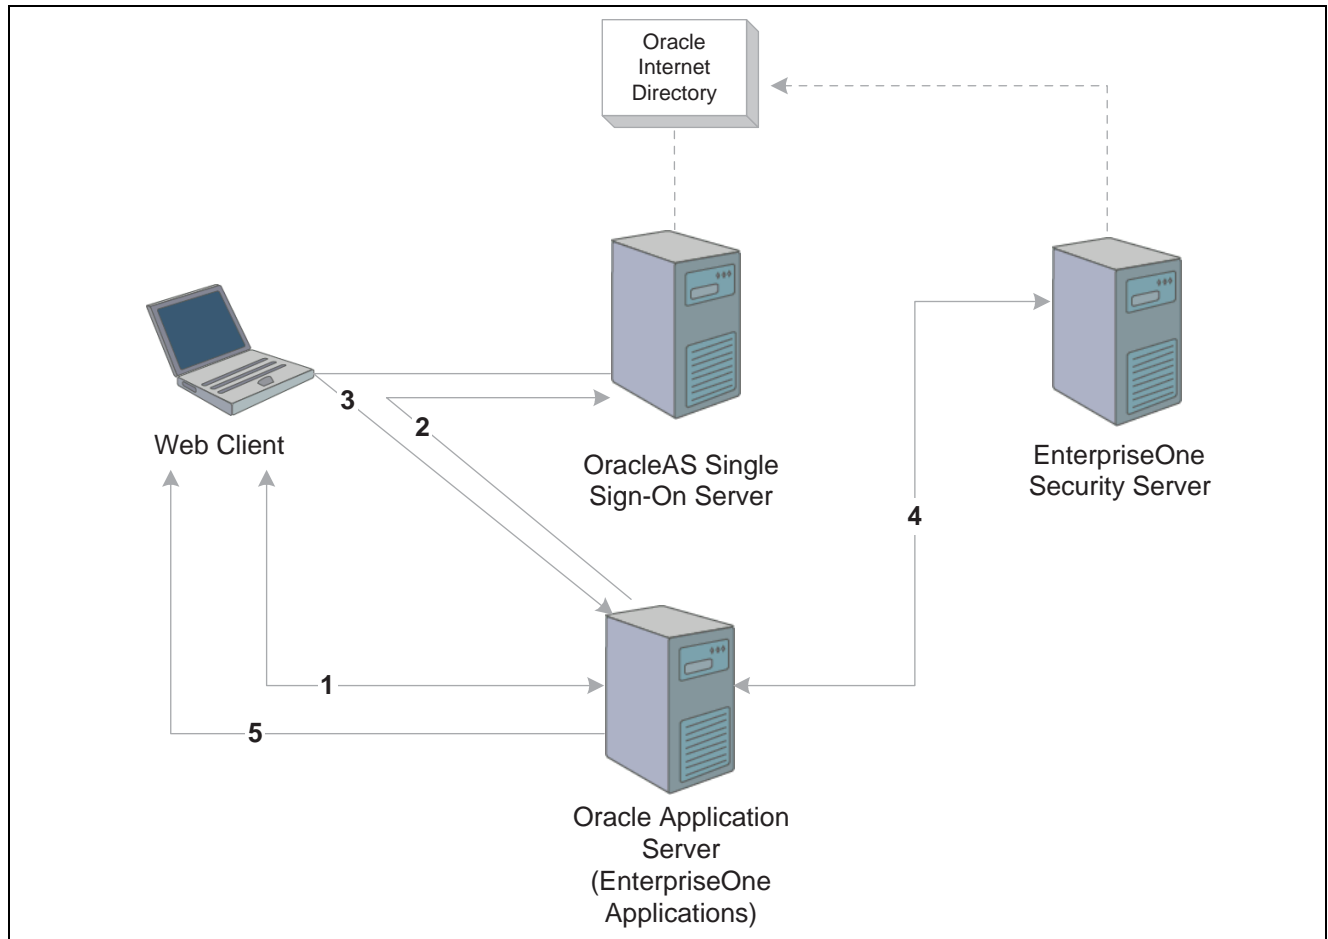 Oracle
Internet
Directory
3
2
Web Client
OracleAS Single
Sign-On Server
EnterpriseOne
Security Server
4
1
5
Oracle Application
Server
(EnterpriseOne
Applications)